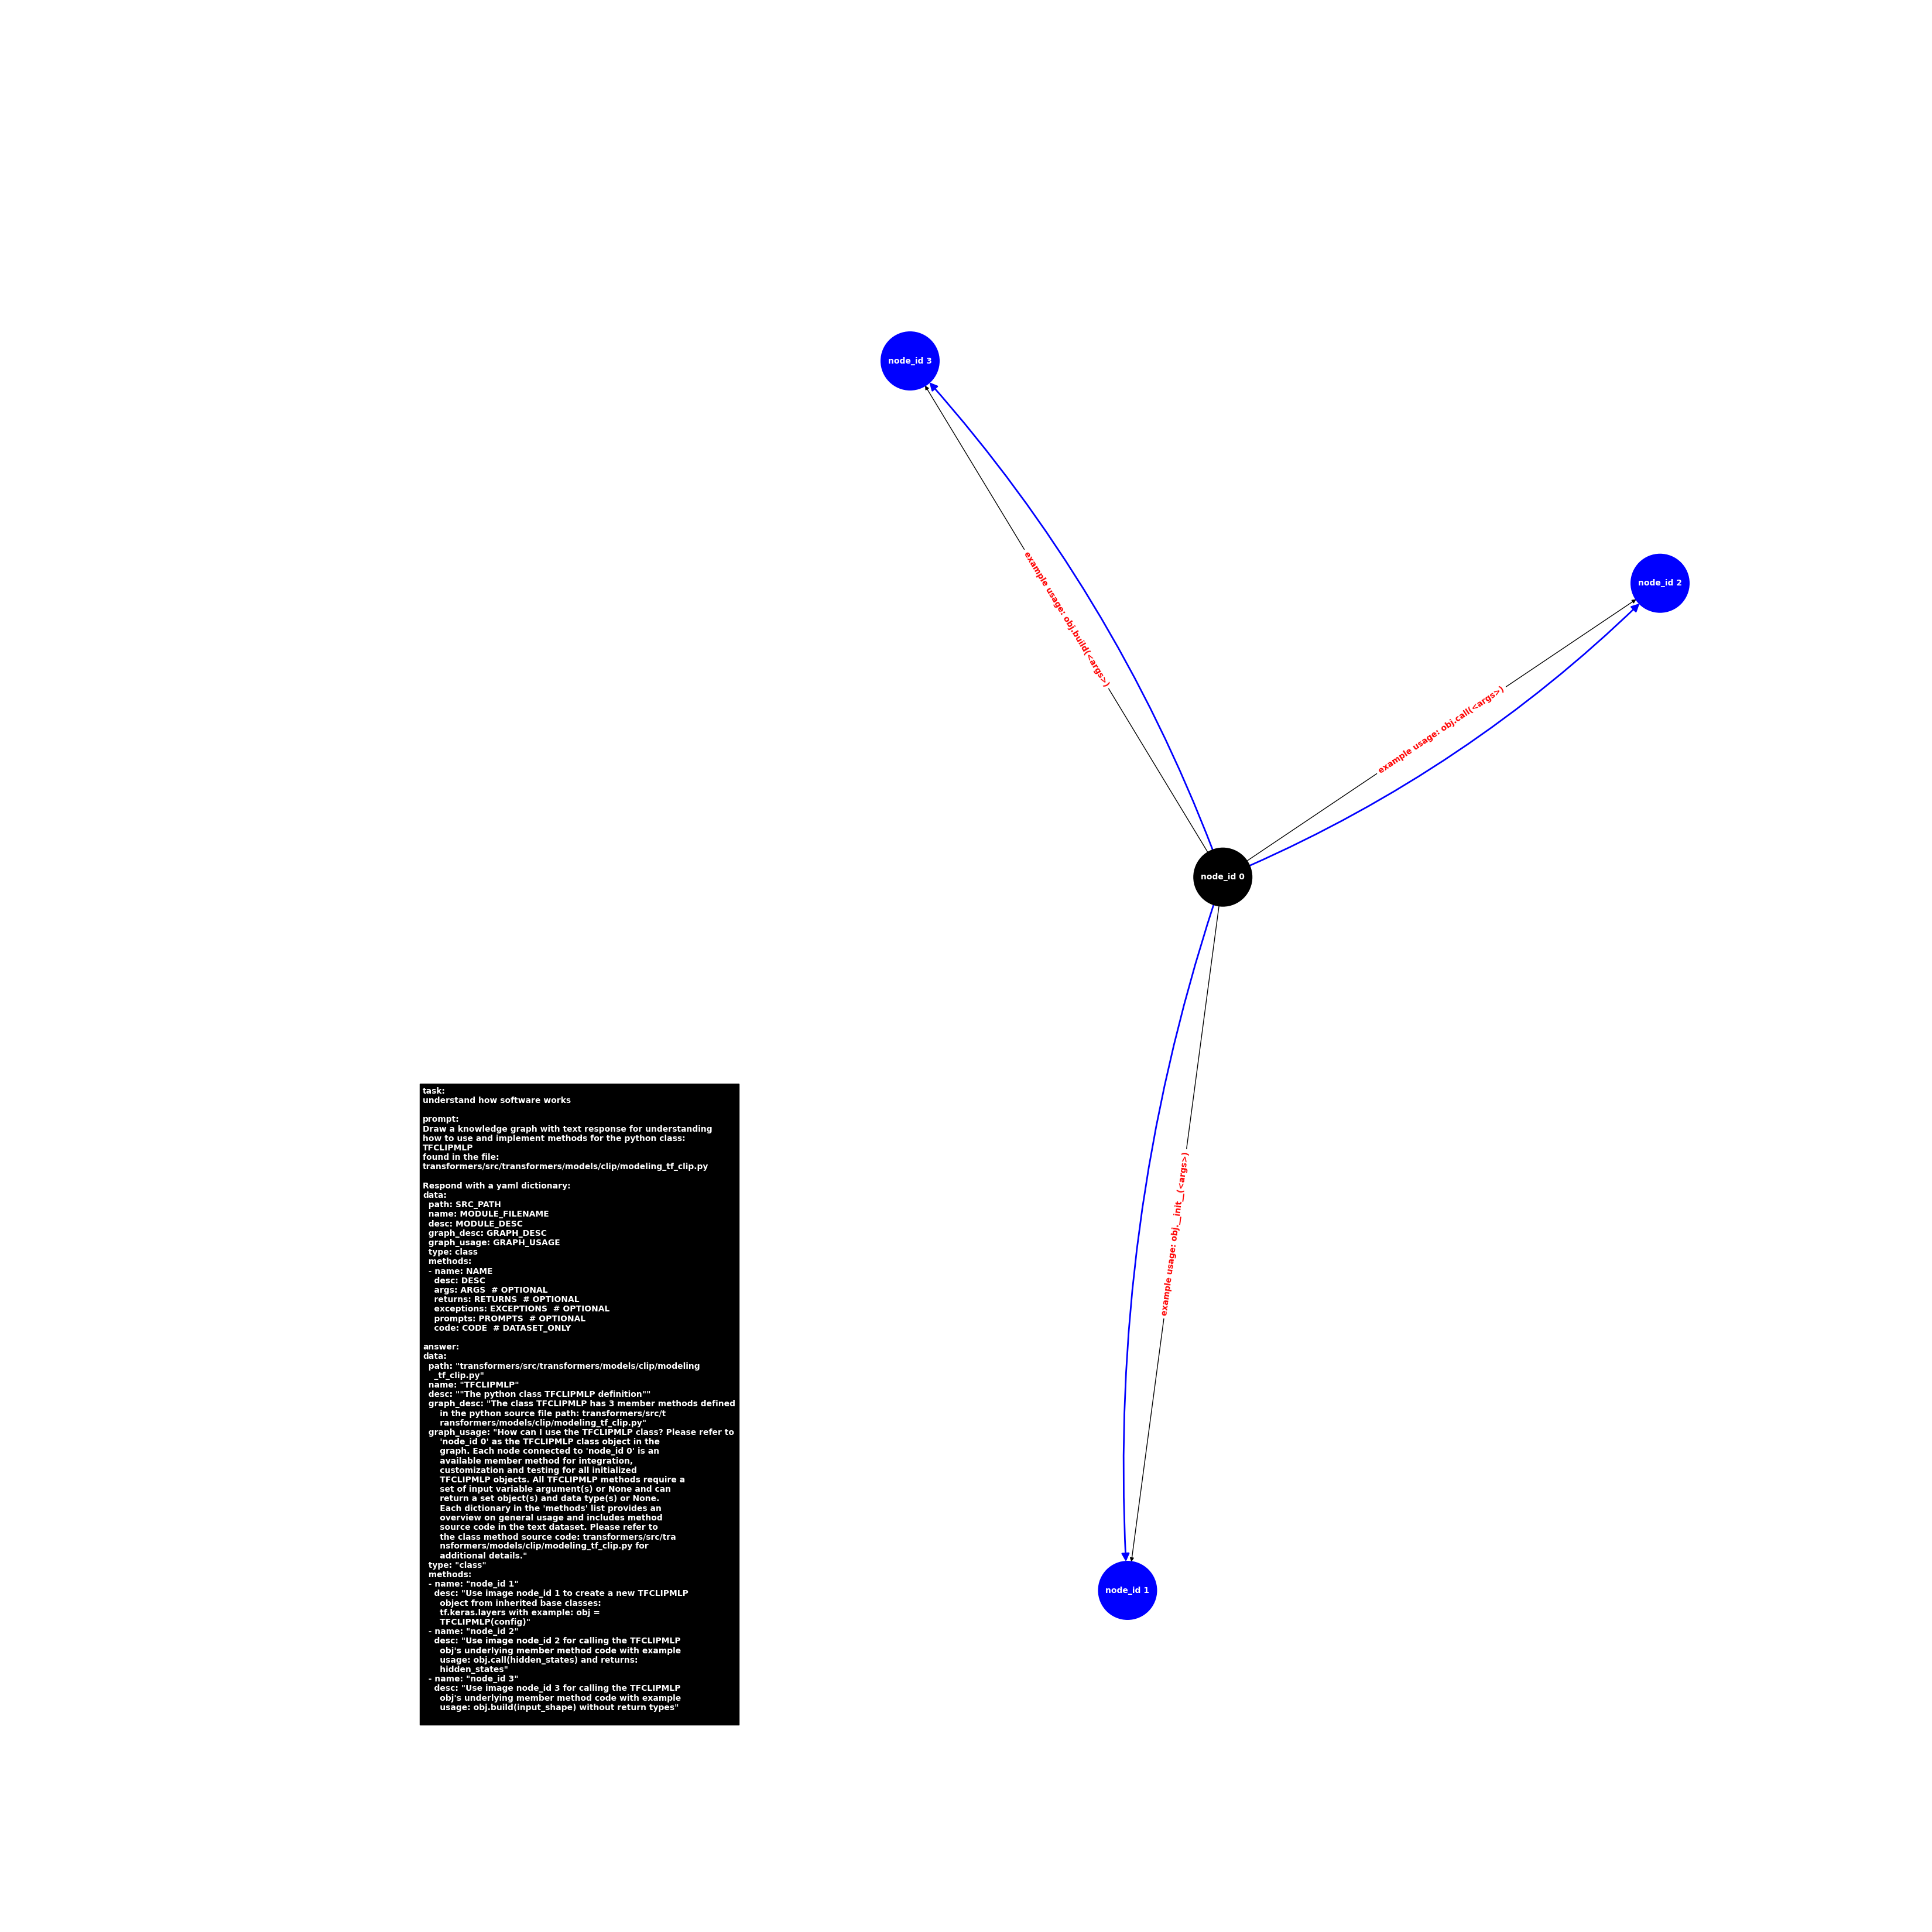 node_id 3
node_id 2
example usage: obj.build(<args>)
example usage: obj.call(<args>)
node_id 0
example usage: obj.__init__(<args>)
node_id 1
task:
understand how software works

prompt:
Draw a knowledge graph with text response for understanding
how to use and implement methods for the python class:
TFCLIPMLP
found in the file:
transformers/src/transformers/models/clip/modeling_tf_clip.py

Respond with a yaml dictionary:
data:
  path: SRC_PATH
  name: MODULE_FILENAME
  desc: MODULE_DESC
  graph_desc: GRAPH_DESC
  graph_usage: GRAPH_USAGE
  type: class
  methods:
  - name: NAME
    desc: DESC
    args: ARGS  # OPTIONAL
    returns: RETURNS  # OPTIONAL
    exceptions: EXCEPTIONS  # OPTIONAL
    prompts: PROMPTS  # OPTIONAL
    code: CODE  # DATASET_ONLY

answer:
data:
  path: "transformers/src/transformers/models/clip/modeling
    _tf_clip.py"
  name: "TFCLIPMLP"
  desc: ""The python class TFCLIPMLP definition""
  graph_desc: "The class TFCLIPMLP has 3 member methods defined
      in the python source file path: transformers/src/t
      ransformers/models/clip/modeling_tf_clip.py"
  graph_usage: "How can I use the TFCLIPMLP class? Please refer to
      'node_id 0' as the TFCLIPMLP class object in the
      graph. Each node connected to 'node_id 0' is an
      available member method for integration,
      customization and testing for all initialized
      TFCLIPMLP objects. All TFCLIPMLP methods require a
      set of input variable argument(s) or None and can
      return a set object(s) and data type(s) or None.
      Each dictionary in the 'methods' list provides an
      overview on general usage and includes method
      source code in the text dataset. Please refer to
      the class method source code: transformers/src/tra
      nsformers/models/clip/modeling_tf_clip.py for
      additional details."
  type: "class"
  methods:
  - name: "node_id 1"
    desc: "Use image node_id 1 to create a new TFCLIPMLP
      object from inherited base classes:
      tf.keras.layers with example: obj =
      TFCLIPMLP(config)"
  - name: "node_id 2"
    desc: "Use image node_id 2 for calling the TFCLIPMLP
      obj's underlying member method code with example
      usage: obj.call(hidden_states) and returns:
      hidden_states"
  - name: "node_id 3"
    desc: "Use image node_id 3 for calling the TFCLIPMLP
      obj's underlying member method code with example
      usage: obj.build(input_shape) without return types"